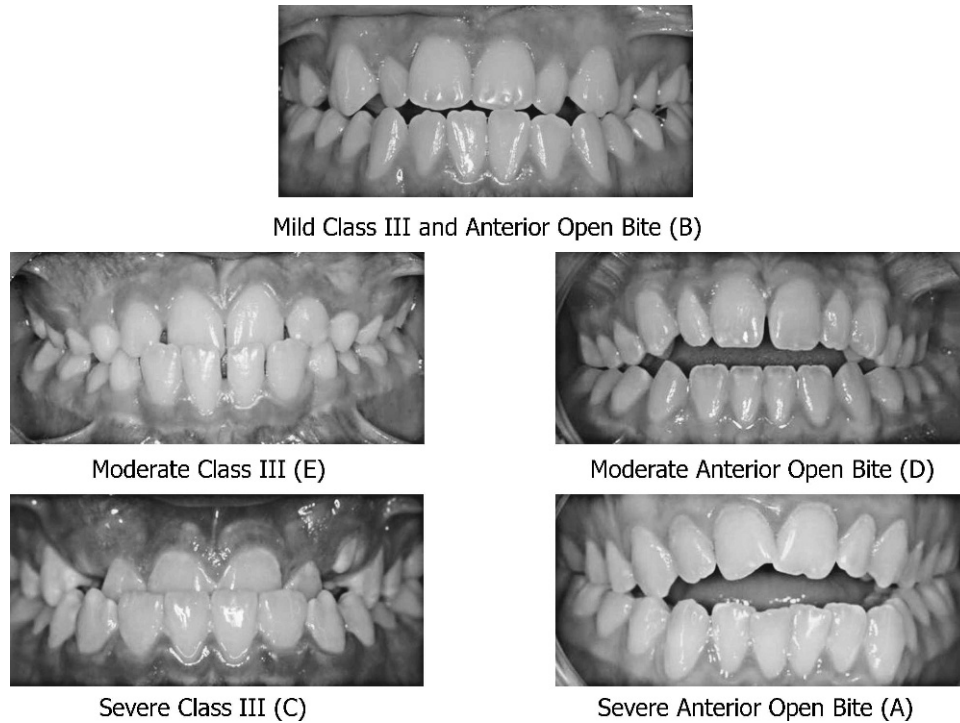 Mild Class III and Anterior Open Bite (B)
Moderate Class III (E)
Moderate Anterior Open Bite (D)
Severe Class III (C)
Severe Anterior Open Bite (A)